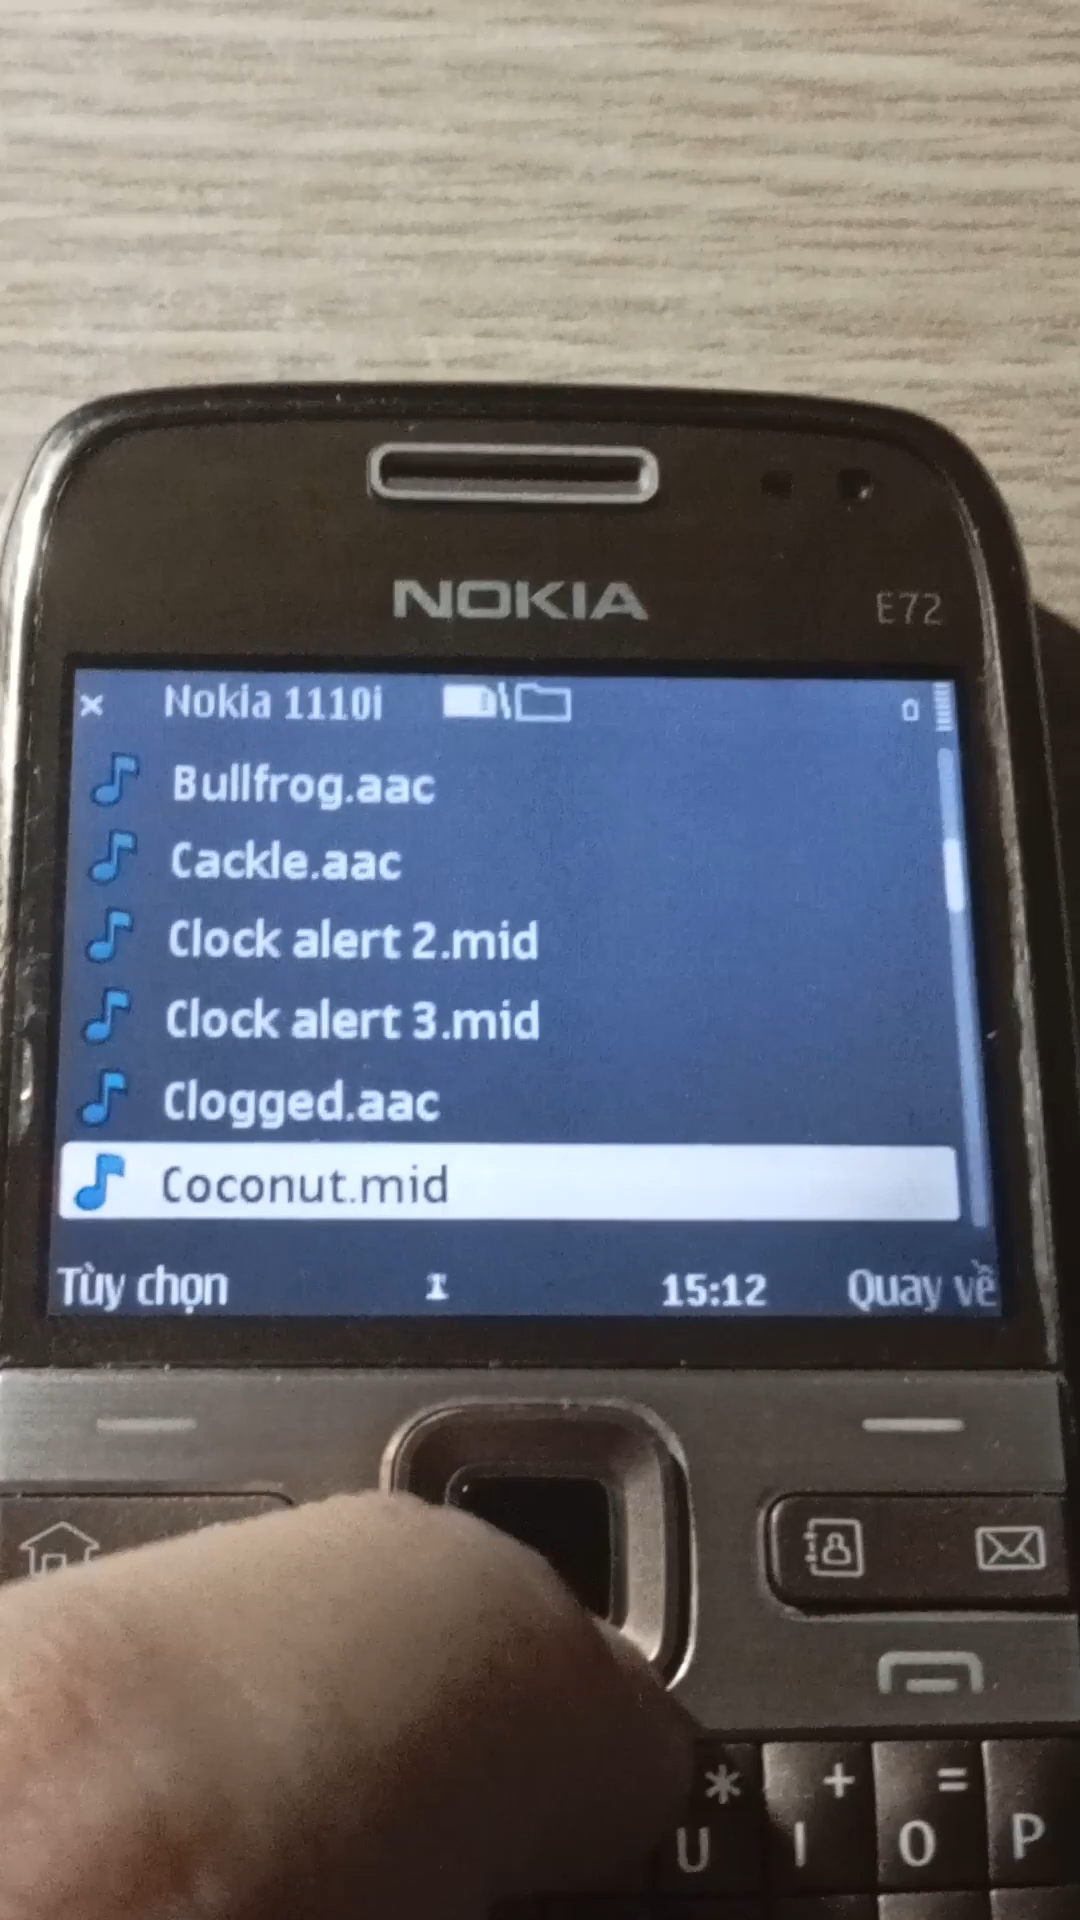 NOKIA
E72
Nokia 1110i
Bullfrog.aac
Cackle.aac
Clock alert 2.mid
Clock alert 3.mid
Clogged.aac
Coconut.mid
Tùy chọn 15:12 Quay về
* + =
U I O P